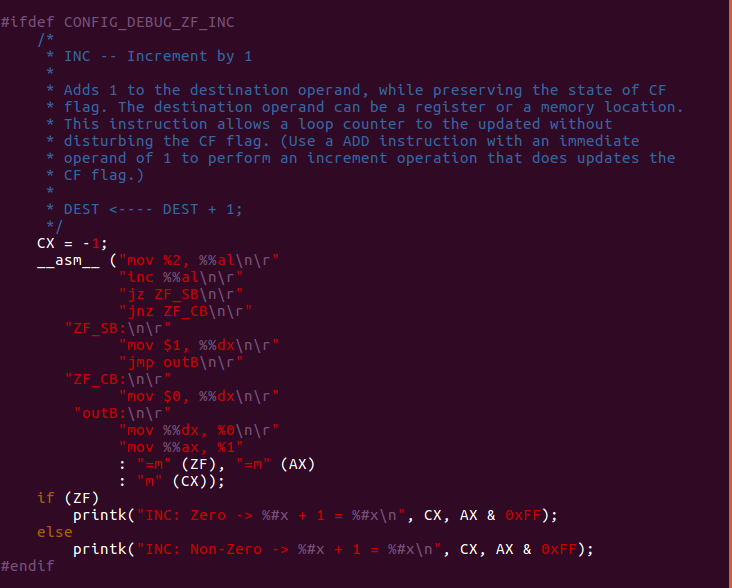 #ifdef CONFIG_DEBUG_ZF_INC
    /*
     * INC -- Increment by 1
     *
     * Adds 1 to the destination operand, while preserving the state of CF
     * flag. The destination operand can be a register or a memory location.
     * This instruction allows a loop counter to the updated without
     * disturbing the CF flag. (Use a ADD instruction with an immediate
     * operand of 1 to perform an increment operation that does updates the
     * CF flag.)
     *
     * DEST <---- DEST + 1;
     */
    CX = -1;
    __asm__ ("mov %2, %%al\n\r"
             "inc %%al\n\r"
             "jz ZF_SB\n\r"
             "jnz ZF_CB\n\r"
       "ZF_SB:\n\r"
             "mov $1, %%dx\n\r"
             "jmp outB\n\r"
       "ZF_CB:\n\r"
             "mov $0, %%dx\n\r"
        "outB:\n\r"
             "mov %%dx, %0\n\r"
             "mov %%ax, %1"
             : "=m" (ZF), "=m" (AX)
             : "m" (CX));
    if (ZF)
        printk("INC: Zero -> %#x + 1 = %#x\n", CX, AX & 0xFF);
    else
        printk("INC: Non-Zero -> %#x + 1 = %#x\n", CX, AX & 0xFF);
#endif